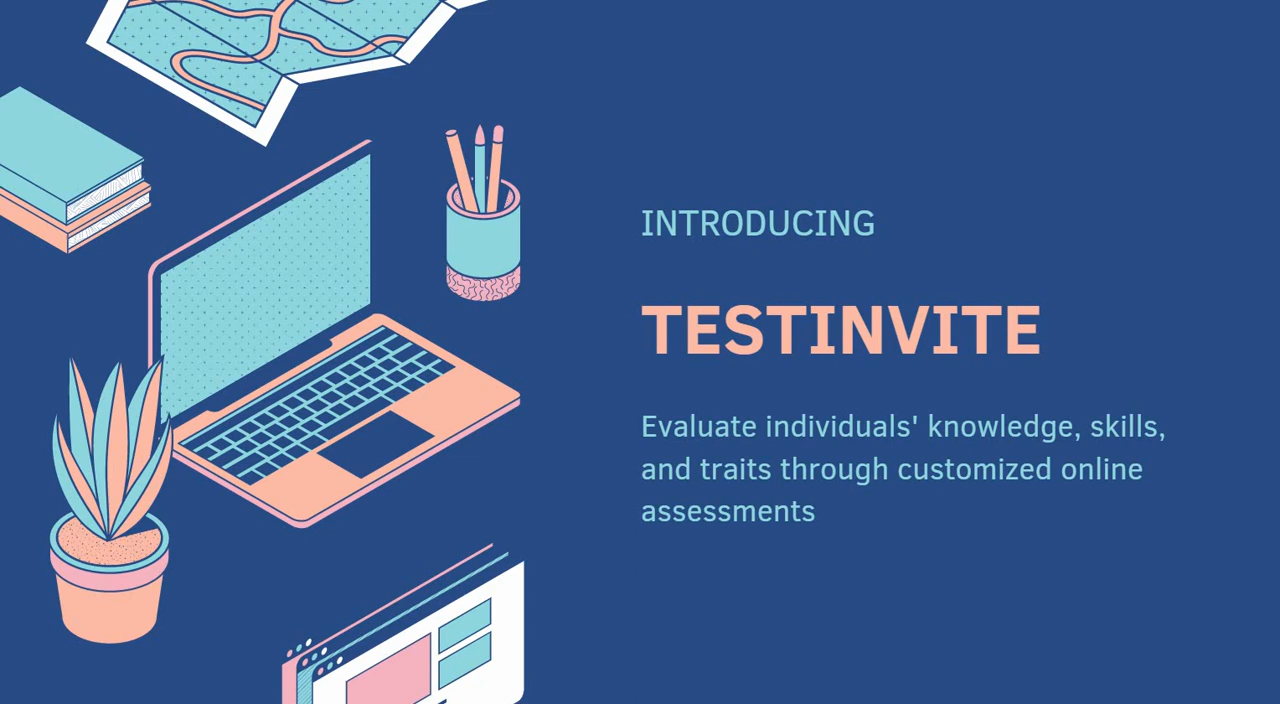 INTRODUCING
TESTINVITE
Evaluate individuals' knowledge, skills,
and traits through customized online
assessments